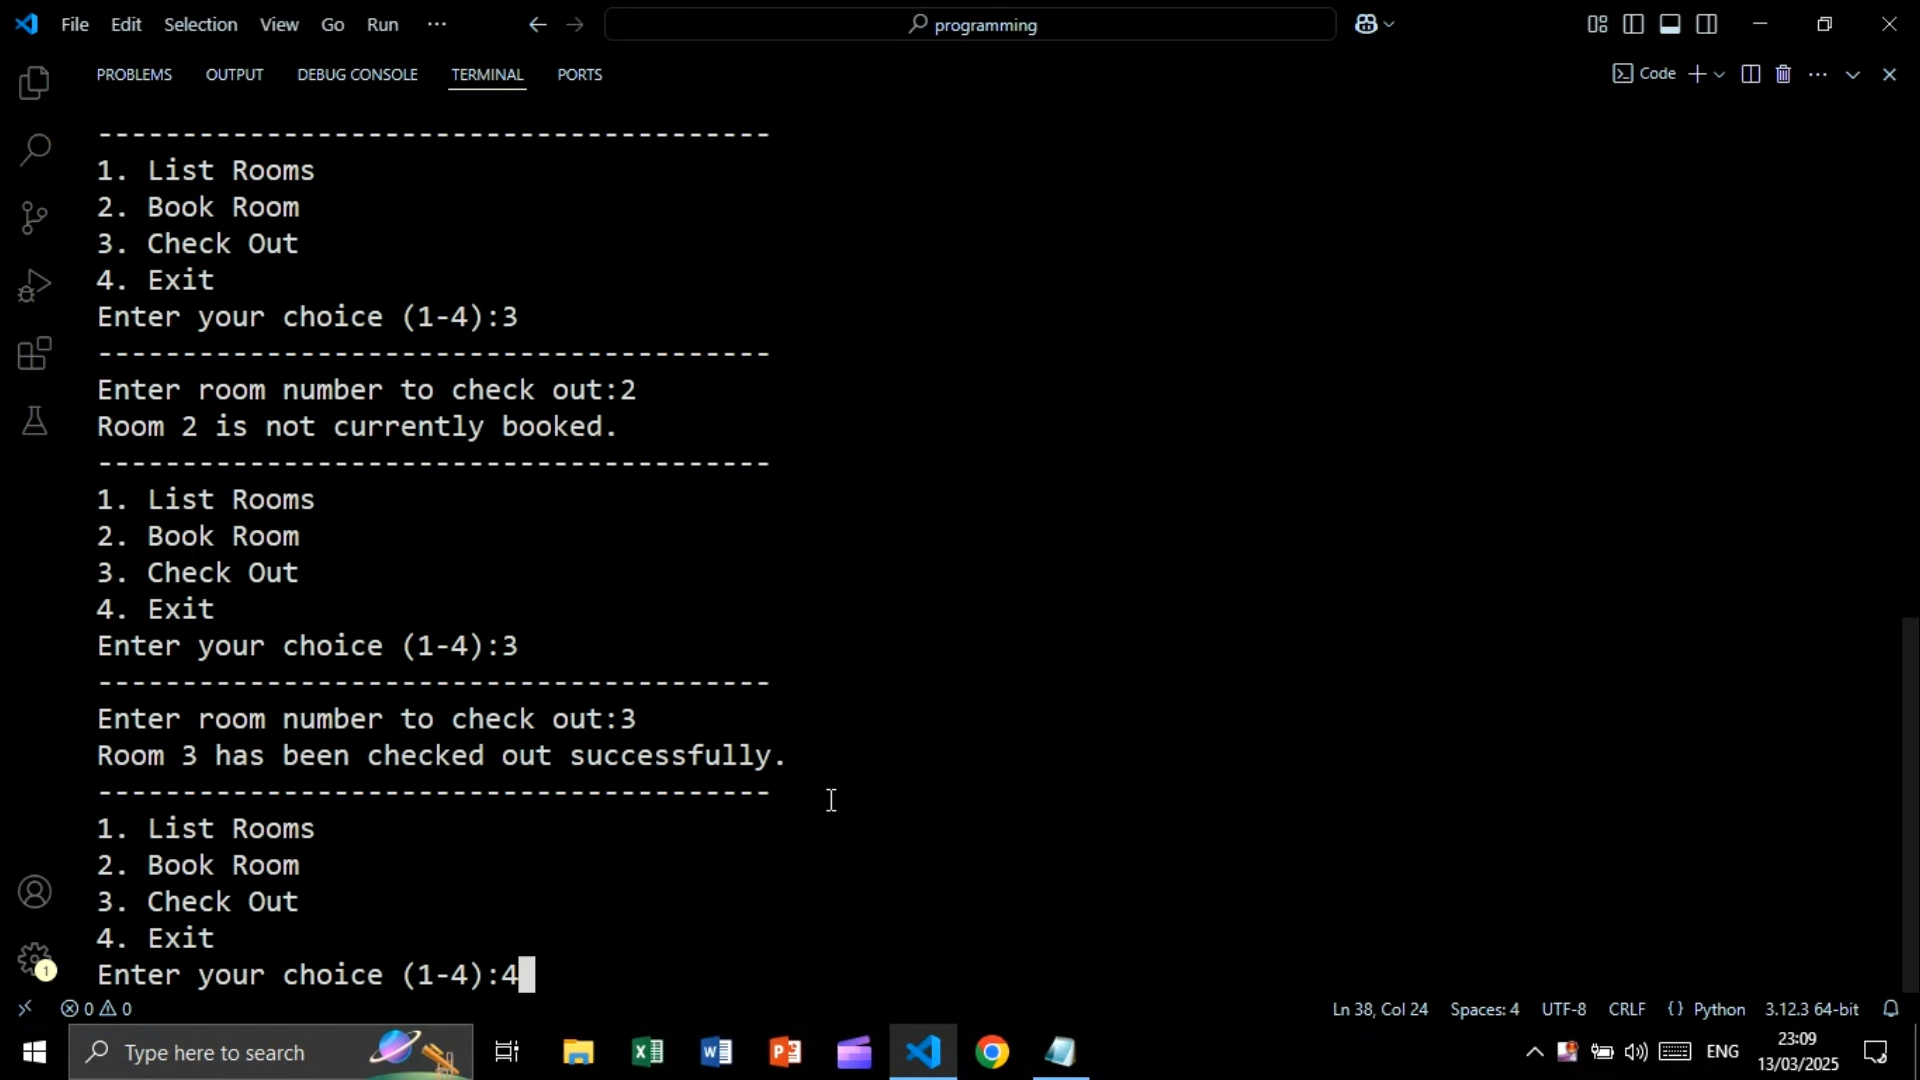 File Edit Selection View Go Run ··· programming
PROBLEMS OUTPUT DEBUG CONSOLE TERMINAL PORTS Code
----------------------------------------
1. List Rooms
2. Book Room
3. Check Out
4. Exit
Enter your choice (1-4):3
----------------------------------------
Enter room number to check out:2
Room 2 is not currently booked.
----------------------------------------
1. List Rooms
2. Book Room
3. Check Out
4. Exit
Enter your choice (1-4):3
----------------------------------------
Enter room number to check out:3
Room 3 has been checked out successfully.
----------------------------------------
1. List Rooms
2. Book Room
3. Check Out
4. Exit
Enter your choice (1-4):4
1
0 0 Ln 38, Col 24 Spaces: 4 UTF-8 CRLF {} Python 3.12.3 64-bit
Type here to search ENG 23:09
13/03/2025